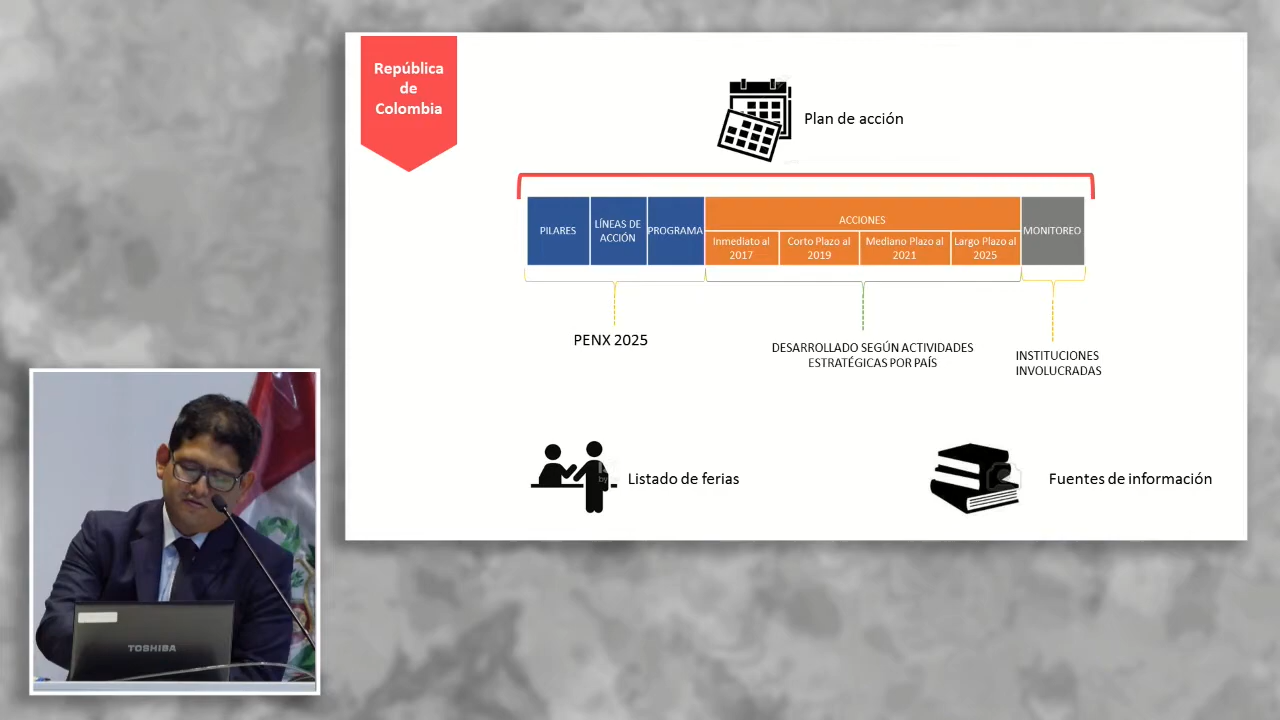 República
de
Colombia
Plan de acción
PILARES
LÍNEAS DE
ACCIÓN
PROGRAMA
ACCIONES
Inmediato al
2017
Corto Plazo al
2019
Mediano Plazo al
2021
Largo Plazo al
2025
MONITOREO
PENX 2025
DESARROLLADO SEGÚN ACTIVIDADES
ESTRATÉGICAS POR PAÍS
INSTITUCIONES
INVOLUCRADAS
Listado de ferias
Fuentes de información
TOSHIBA